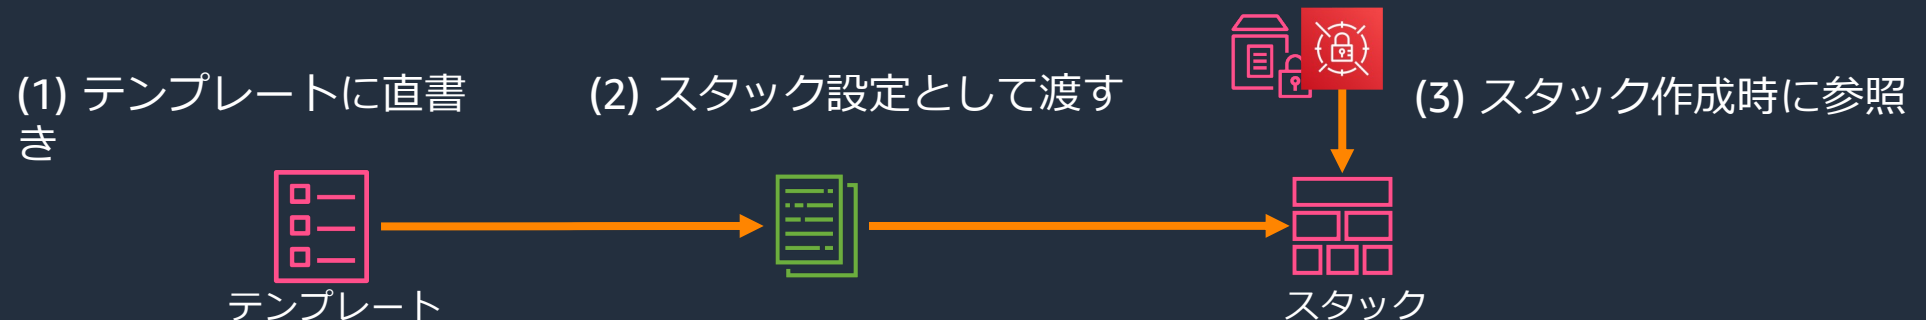 (1) テンプレートに直書
き
(2) スタック設定として渡す
(3) スタック作成時に参照
テンプレート
スタック